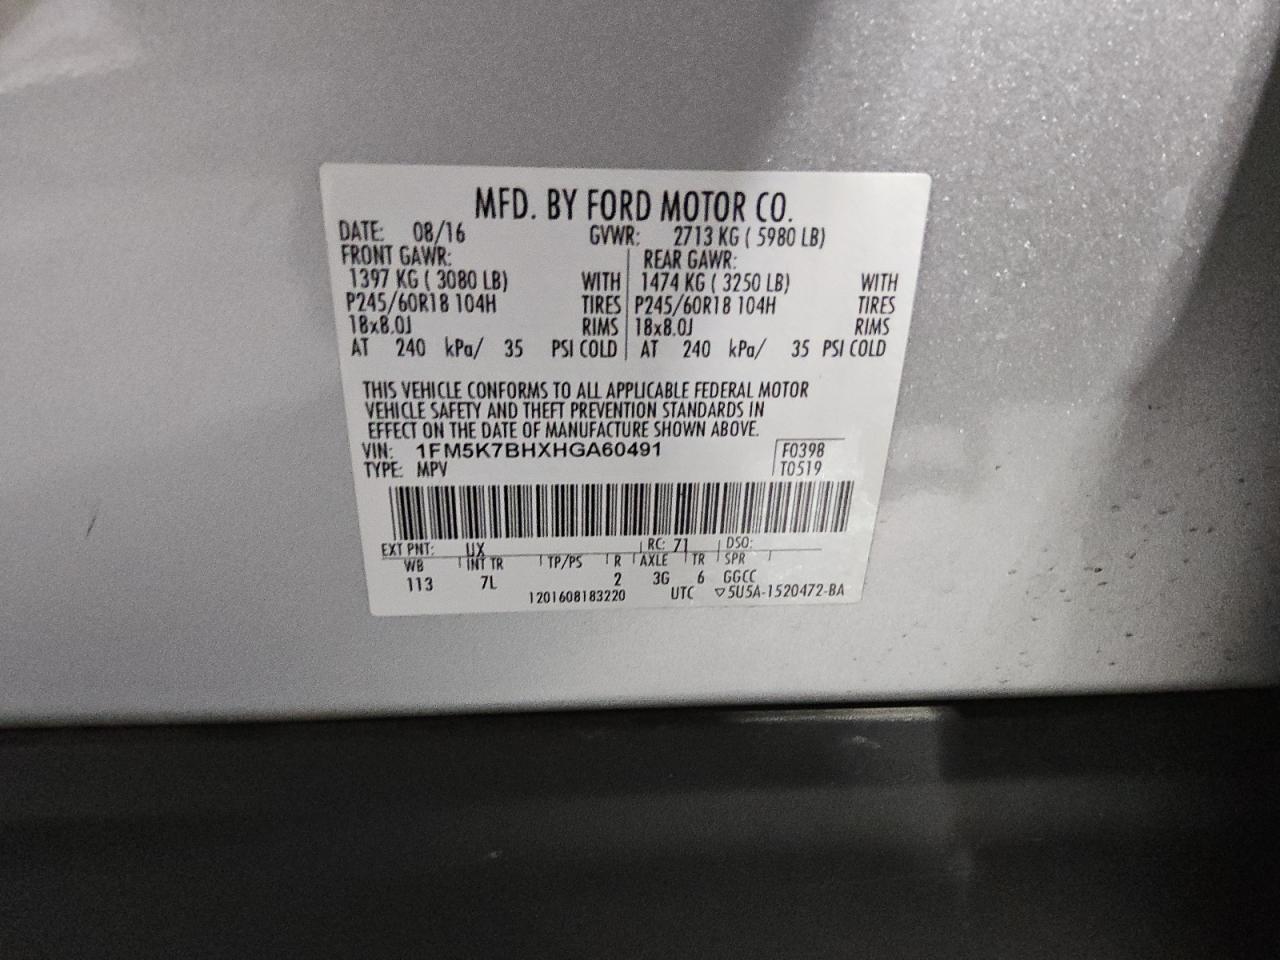 MFD. BY FORD MOTOR CO.
DATE: 08/16 GVWR: 2713 KG ( 5980 LB)
FRONT GAWR: REAR GAWR:
1397 KG ( 3080 LB) WITH 1474 KG ( 3250 LB) WITH
P245/60R18 104H TIRES P245/60R18 104H TIRES
18x8.0J RIMS 18x8.0J RIMS
AT 240 kPa/ 35 PSI COLD AT 240 kPa/ 35 PSI COLD
THIS VEHICLE CONFORMS TO ALL APPLICABLE FEDERAL MOTOR
VEHICLE SAFETY AND THEFT PREVENTION STANDARDS IN
EFFECT ON THE DATE OF MANUFACTURE SHOWN ABOVE.
VIN: 1FM5K7BHXHGA60491 F0398
TYPE: MPV T0519
EXT PNT: UX RC: 71 DSO:
WB INT TR TP/PS R AXLE TR SPR
113 7L 2 3G 6 GGCC
1201608183220 UTC ▽5U5A-1520472-BA